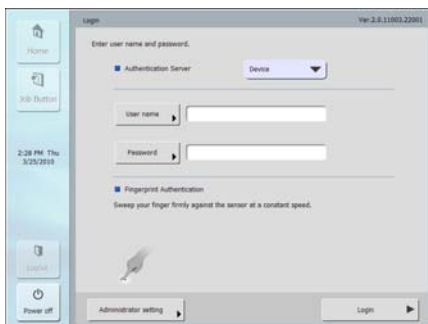 Login
Ver.2.0.11003.22001
Home
Job Button
2:28 PM Thu
3/25/2010
Logout
Power off
Enter user name and password.
Authentication Server
Device
User name
Password
Fingerprint Authentication
Sweep your finger firmly against the sensor at a constant speed.
Administrator setting
Login